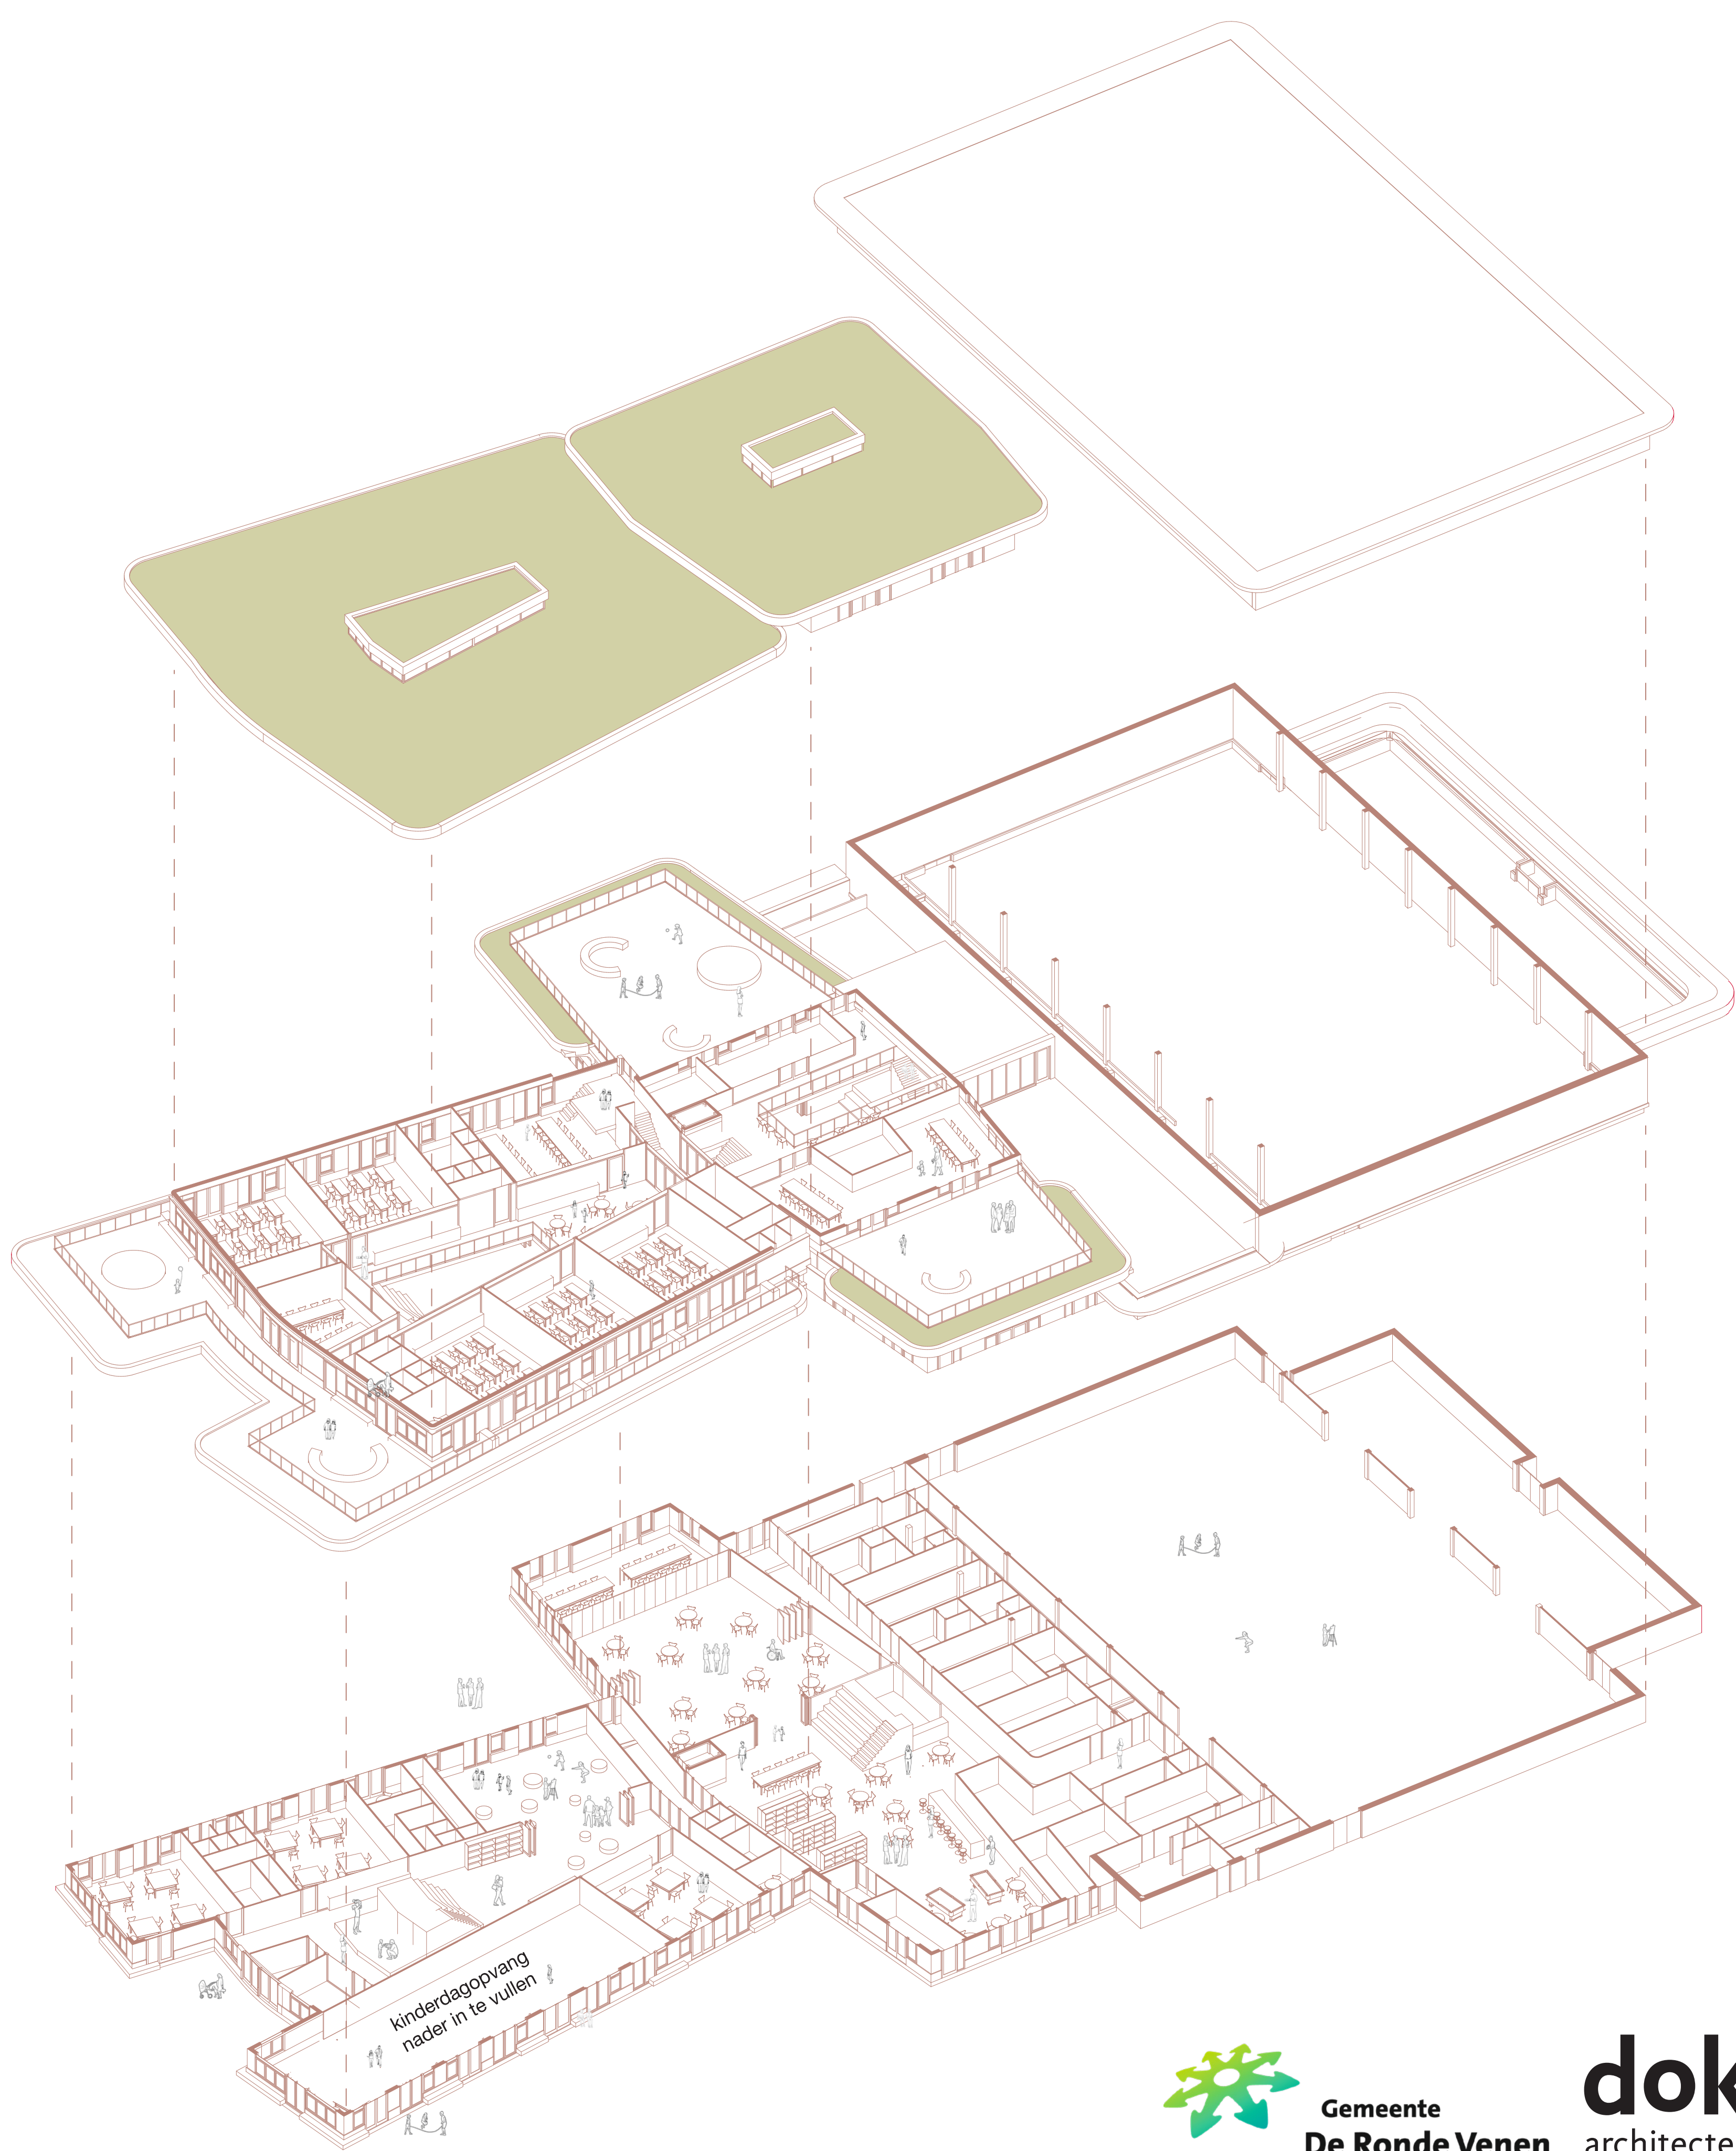 kinderdagopvang
nader in te vullen
Gemeente
De Ronde Venen
dok
architecte